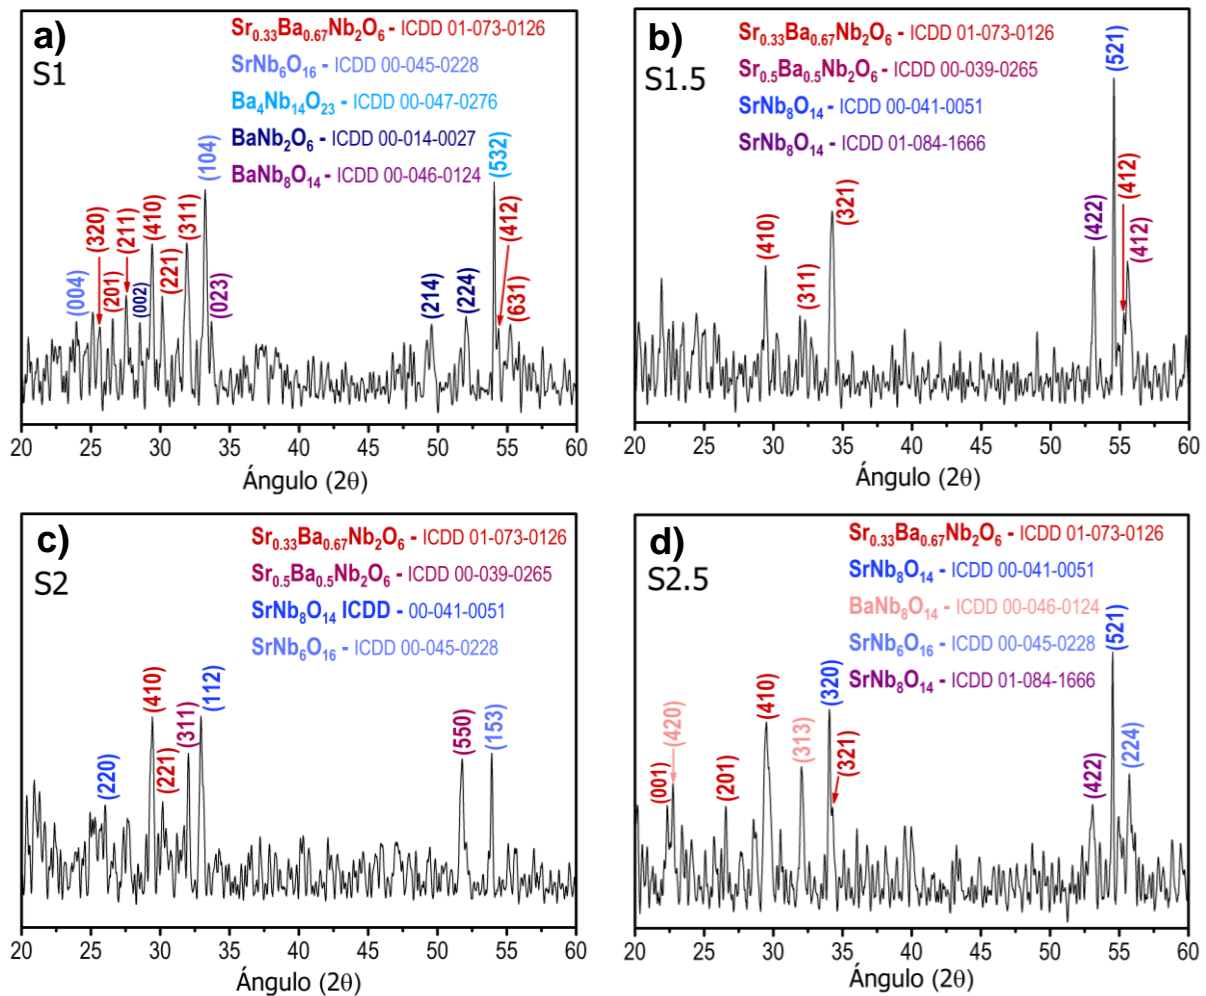 a)
S1
Sr0.33Ba0.67Nb2O6 - ICDD 01-073-0126
SrNb6O16 - ICDD 00-045-0228
Ba4Nb14O23 - ICDD 00-047-0276
BaNb2O6 - ICDD 00-014-0027
BaNb8O14 - ICDD 00-046-0124
(004)
(320)
(201)
(211)
(002)
(410)
(221)
(311)
(104)
(023)
(214)
(224)
(532)
(412)
(631)
20 25 30 35 40 45 50 55 60
Ángulo (2θ)
b)
S1.5
Sr0.33Ba0.67Nb2O6 - ICDD 01-073-0126
Sr0.5Ba0.5Nb2O6 - ICDD 00-039-0265
SrNb8O14 - ICDD 00-041-0051
SrNb8O14 - ICDD 01-084-1666
(410)
(311)
(321)
(422)
(521)
(412)
(412)
20 25 30 35 40 45 50 55 60
Ángulo (2θ)
c)
S2
Sr0.33Ba0.67Nb2O6 - ICDD 01-073-0126
Sr0.5Ba0.5Nb2O6 - ICDD 00-039-0265
SrNb8O14 ICDD - 00-041-0051
SrNb6O16 - ICDD 00-045-0228
(220)
(410)
(221)
(311)
(112)
(550)
(153)
20 25 30 35 40 45 50 55 60
Ángulo (2θ)
d)
S2.5
Sr0.33Ba0.67Nb2O6 - ICDD 01-073-0126
SrNb8O14 - ICDD 00-041-0051
BaNb8O14 - ICDD 00-046-0124
SrNb6O16 - ICDD 00-045-0228
SrNb8O14 - ICDD 01-084-1666
(001)
(420)
(201)
(410)
(313)
(320)
(321)
(422)
(521)
(224)
20 25 30 35 40 45 50 55 60
Ángulo (2θ)